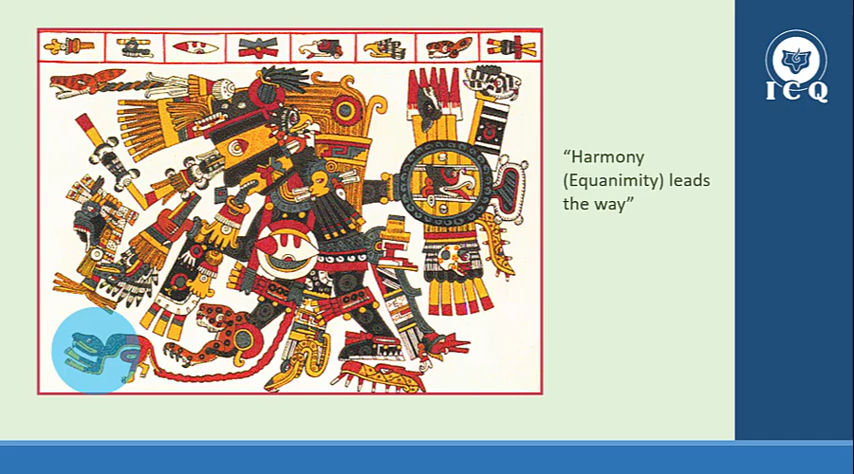 ICQ
“Harmony
(Equanimity) leads
the way”